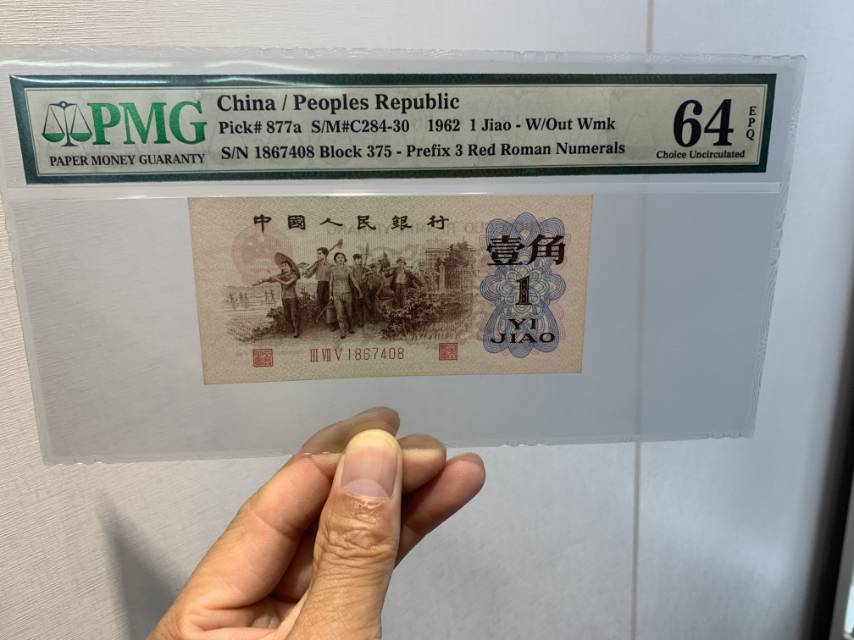 PMG
PAPER MONEY GUARANTY
China / Peoples Republic
Pick# 877a S/M#C284-30 1962 1 Jiao - W/Out Wmk
S/N 1867408 Block 375 - Prefix 3 Red Roman Numerals
64
EPQ
Choice Uncirculated
中國人民銀行
壹角
1
YI
JIAO
III VII V 1867408